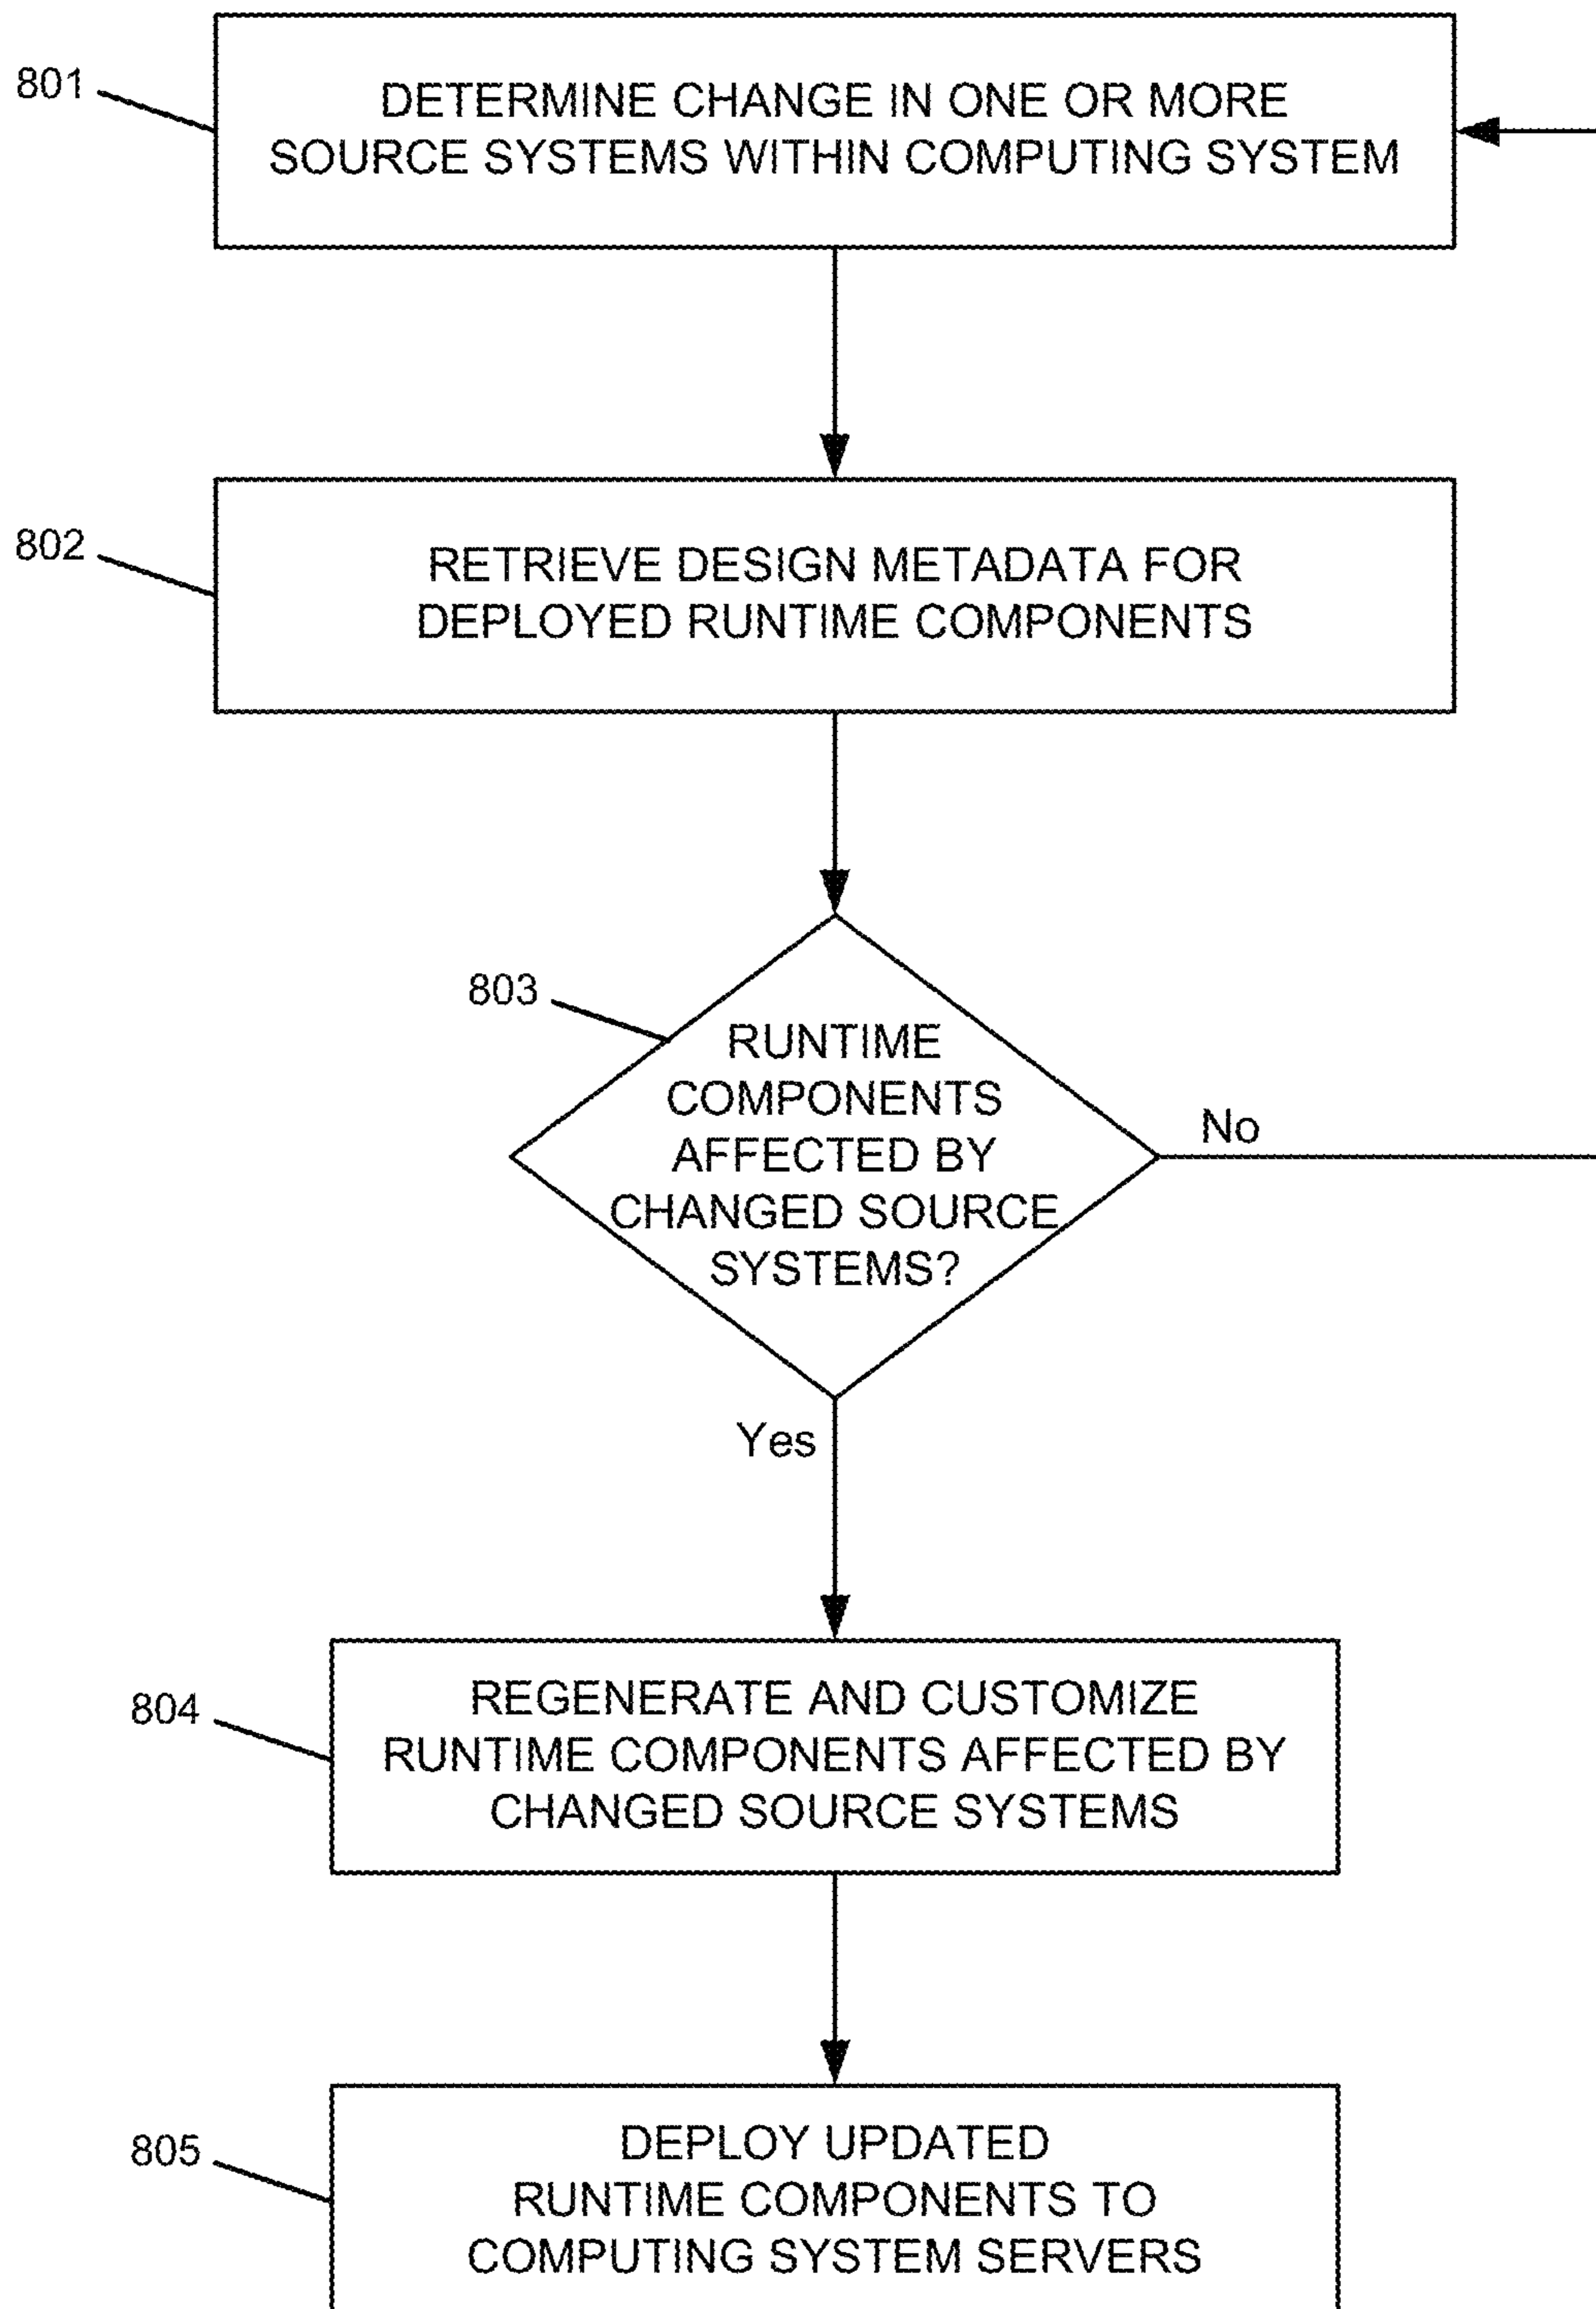 801
DETERMINE CHANGE IN ONE OR MORE
SOURCE SYSTEMS WITHIN COMPUTING SYSTEM
802
RETRIEVE DESIGN METADATA FOR
DEPLOYED RUNTIME COMPONENTS
803
RUNTIME
COMPONENTS
AFFECTED BY
CHANGED SOURCE
SYSTEMS?
No
Yes
804
REGENERATE AND CUSTOMIZE
RUNTIME COMPONENTS AFFECTED BY
CHANGED SOURCE SYSTEMS
805
DEPLOY UPDATED
RUNTIME COMPONENTS TO
COMPUTING SYSTEM SERVERS